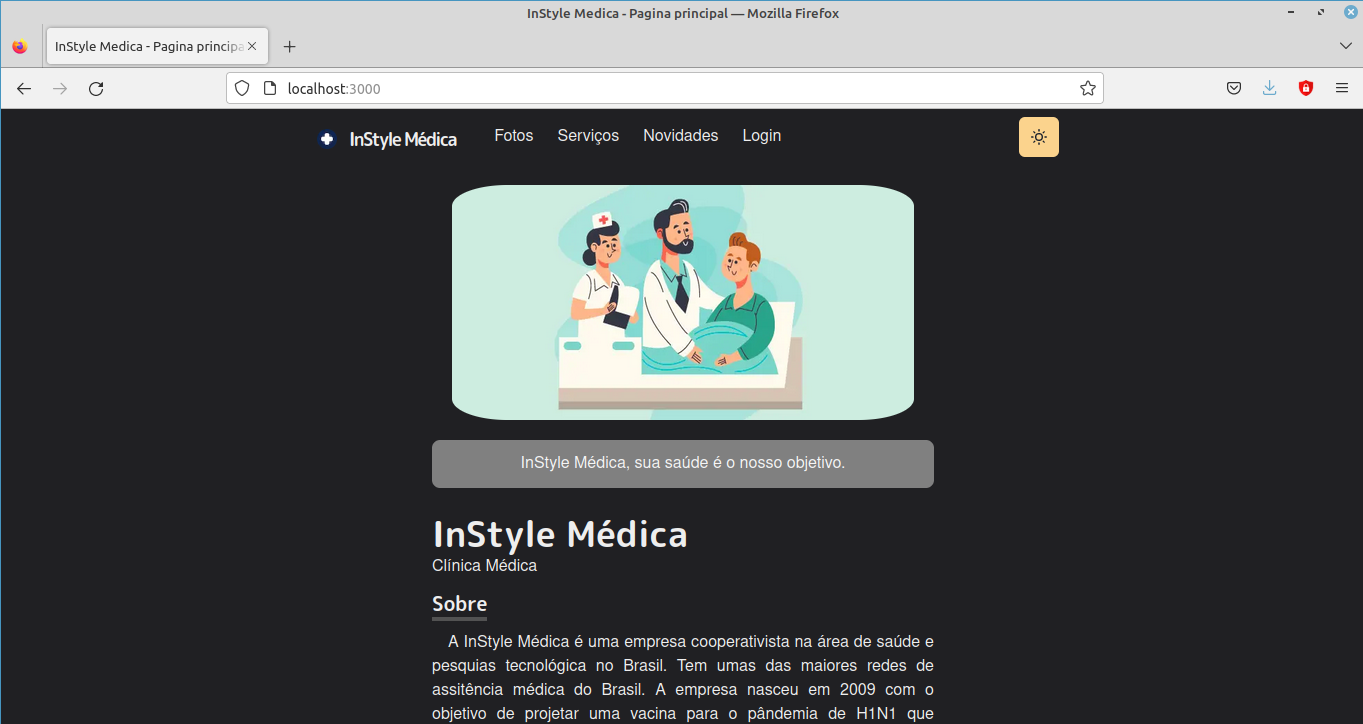 InStyle Medica - Pagina principal — Mozilla Firefox
InStyle Medica - Pagina principa
localhost:3000
InStyle Médica Fotos Serviços Novidades Login
InStyle Médica, sua saúde é o nosso objetivo.
InStyle Médica
Clínica Médica
Sobre
A InStyle Médica é uma empresa cooperativista na área de saúde e
pesquias tecnológica no Brasil. Tem umas das maiores redes de
assitência médica do Brasil. A empresa nasceu em 2009 com o
objetivo de projetar uma vacina para o pândemia de H1N1 que